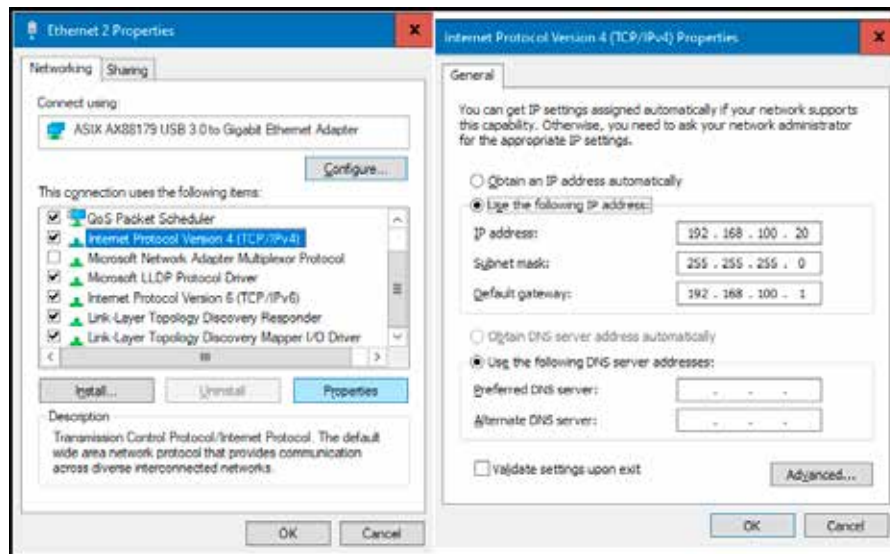 Ethernet 2 Properties
Networking
Sharing
Connect using:
ASIX AX88179 USB 3.0 to Gigabit Ethernet Adapter
Configure...
This connection uses the following items:
QoS Packet Scheduler
Internet Protocol Version 4 (TCP/IPv4)
Microsoft Network Adapter Multiplexor Protocol
Microsoft LLDP Protocol Driver
Internet Protocol Version 6 (TCP/IPv6)
Link-Layer Topology Discovery Responder
Link-Layer Topology Discovery Mapper I/O Driver
Install...
Uninstall
Properties
Description
Transmission Control Protocol/Internet Protocol. The default
wide area network protocol that provides communication
across diverse interconnected networks.
OK
Cancel
Internet Protocol Version 4 (TCP/IPv4) Properties
General
You can get IP settings assigned automatically if your network supports
this capability. Otherwise, you need to ask your network administrator
for the appropriate IP settings.
Obtain an IP address automatically
Use the following IP address:
IP address: 192 . 168 . 100 . 20
Subnet mask: 255 . 255 . 255 . 0
Default gateway: 192 . 168 . 100 . 1
Obtain DNS server address automatically
Use the following DNS server addresses:
Preferred DNS server: . . .
Alternate DNS server: . . .
Validate settings upon exit
Advanced...
OK
Cancel